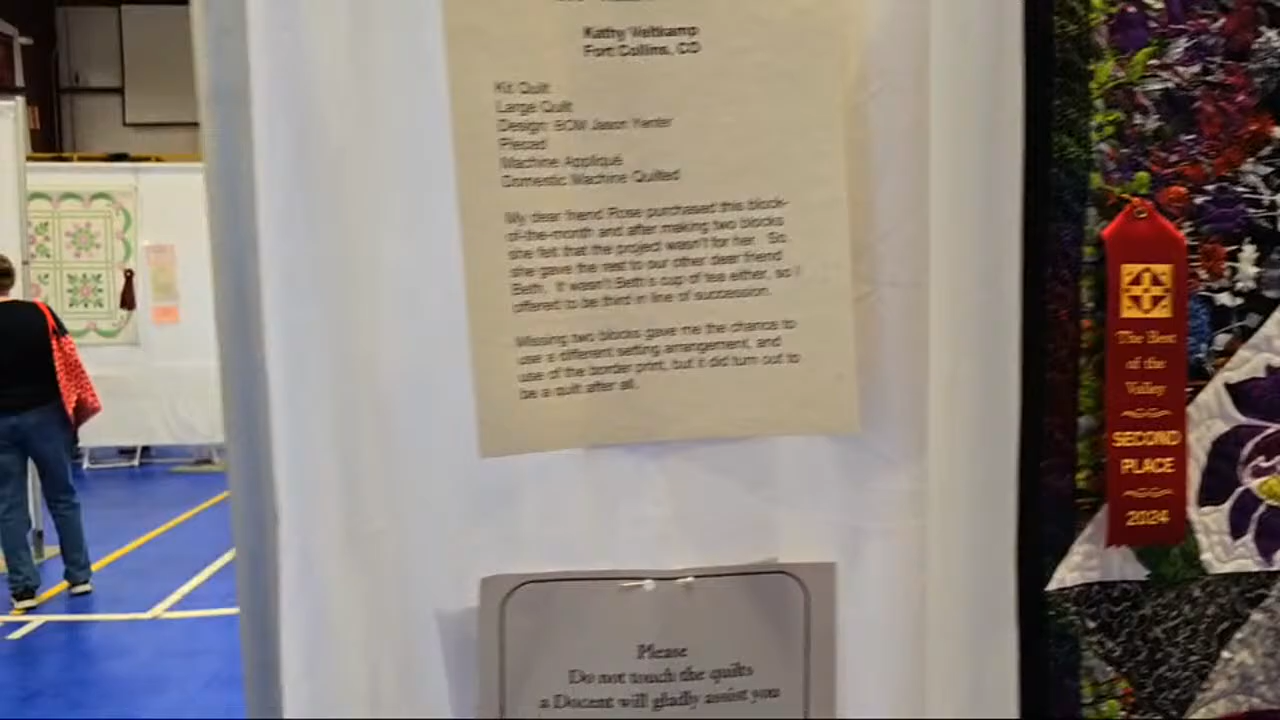 Kathy Veltkamp
Fort Collins, CO
Kit Quilt
Large Quilt
Design: BOM Jason Yenter
Pieced
Machine Appliqué
Domestic Machine Quilted
My dear friend Rose purchased this block-
of-the-month and after making two blocks
she felt that the project wasn't for her. So
she gave the rest to our other dear friend
Beth. It wasn't Beth's cup of tea either, so I
offered to be third in line of succession.
Missing two blocks gave me the chance to
use a different setting arrangement, and
use of the border print, but it did turn out to
be a quilt after all.
Please
Do not touch the quilts
a Docent will gladly assist you
The Best
of the
Valley
SECOND
PLACE
2024